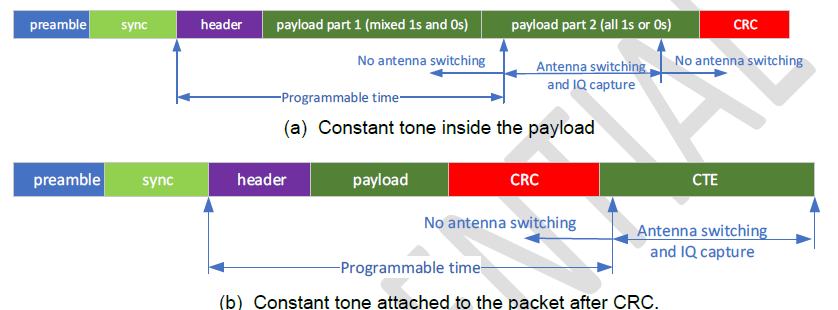 preamble sync header payload part 1 (mixed 1s and 0s) payload part 2 (all 1s or 0s) CRC
No antenna switching Antenna switching and IQ capture No antenna switching
Programmable time
(a) Constant tone inside the payload
preamble sync header payload CRC CTE
No antenna switching Antenna switching and IQ capture
Programmable time
(b) Constant tone attached to the packet after CRC.
ENTIAL